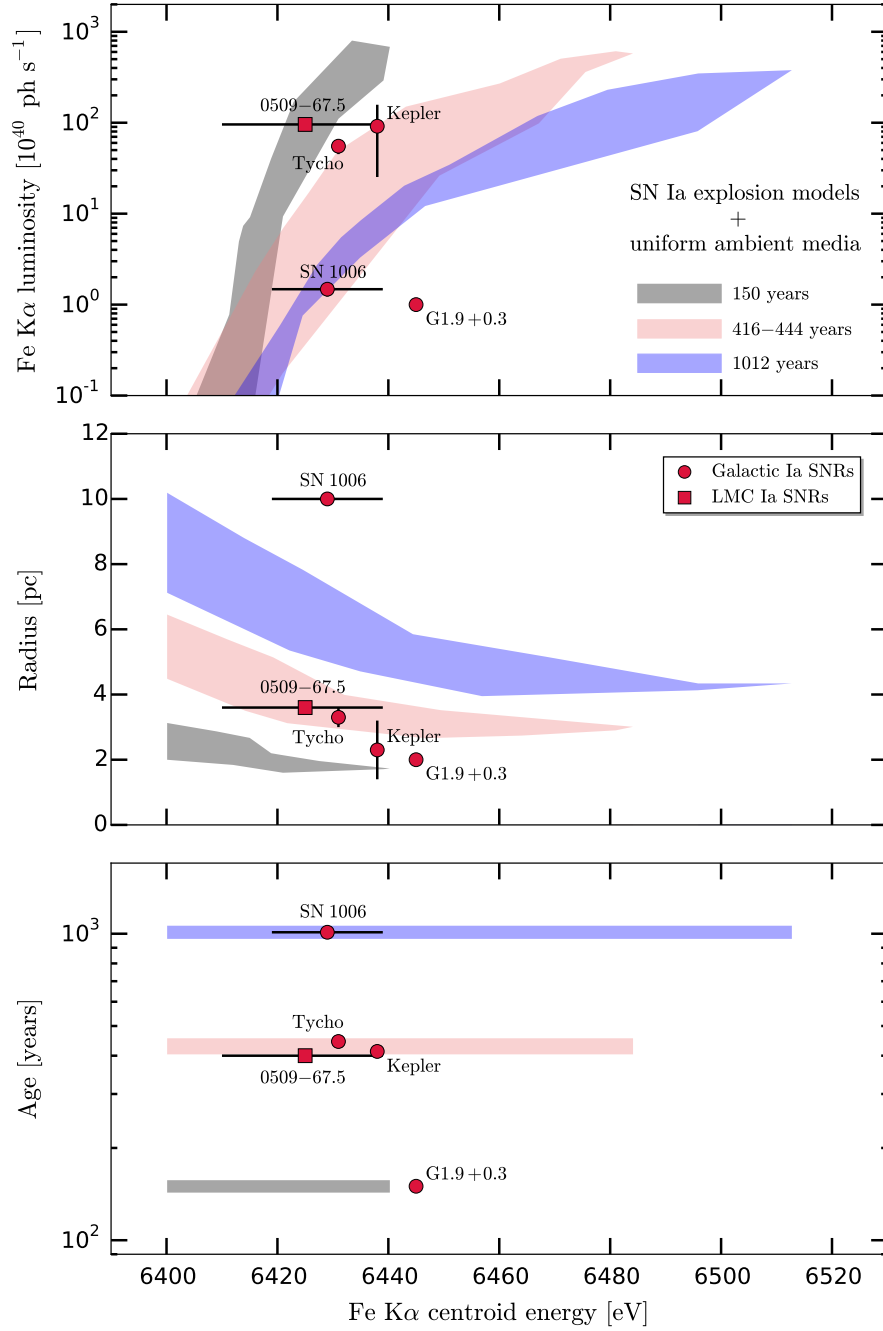 Fe Kα luminosity [10⁴⁰ ph s⁻¹]
10³
10²
10¹
10⁰
10⁻¹
0509−67.5
Kepler
Tycho
SN 1006
G1.9+0.3
SN Ia explosion models
+
uniform ambient media
150 years
416−444 years
1012 years
Radius [pc]
12
10
8
6
4
2
0
SN 1006
0509−67.5
Tycho
Kepler
G1.9+0.3
Galactic Ia SNRs
LMC Ia SNRs
Age [years]
10³
10²
SN 1006
Tycho
Kepler
0509−67.5
G1.9+0.3
6400 6420 6440 6460 6480 6500 6520
Fe Kα centroid energy [eV]